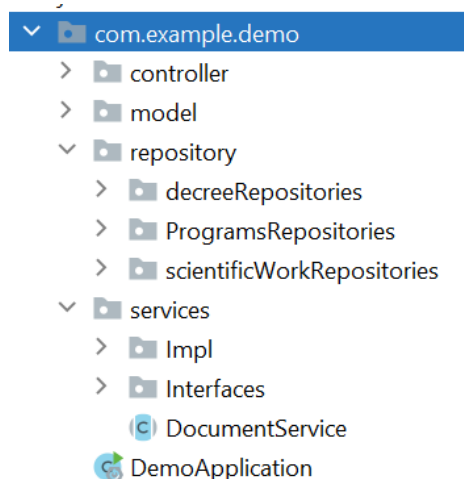 com.example.demo
controller
model
repository
decreeRepositories
ProgramsRepositories
scientificWorkRepositories
services
Impl
Interfaces
DocumentService
DemoApplication